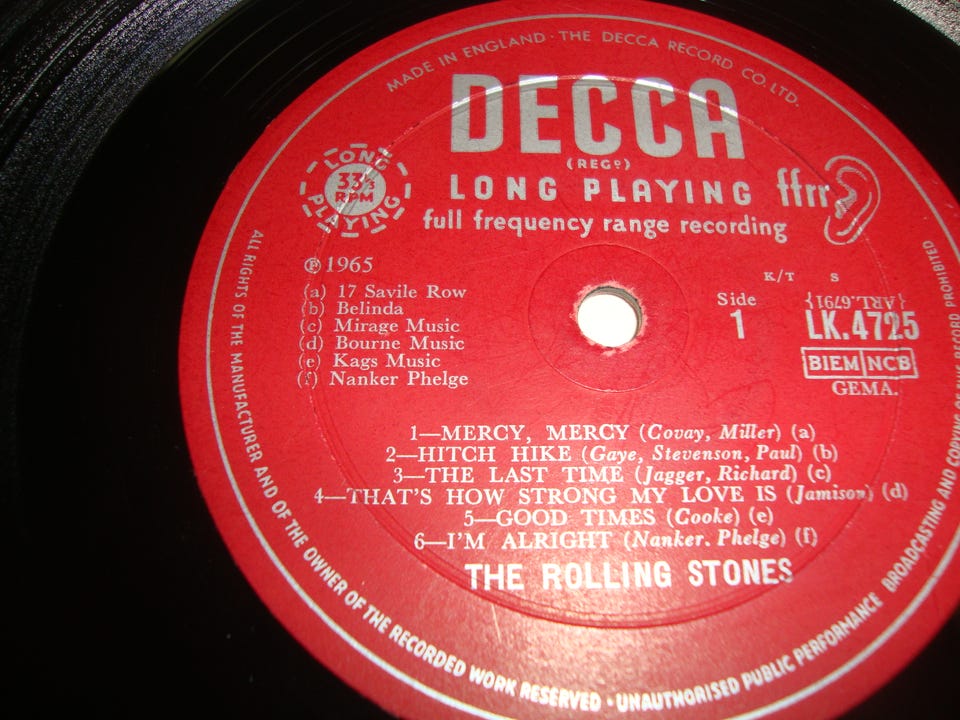 MADE IN ENGLAND · THE DECCA RECORD CO. LTD.
DECCA
(REGD)
LONG PLAYING
33⅓
RPM
LONG PLAYING ffrr
full frequency range recording
℗1965
(a) 17 Savile Row
(b) Belinda
(c) Mirage Music
(d) Bourne Music
(e) Kags Music
(f) Nanker Phelge
K/T S
Side
1
{ARL.6791}
LK.4725
BIEM NCB
GEMA.
1—MERCY, MERCY (Covay, Miller) (a)
2—HITCH HIKE (Gaye, Stevenson, Paul) (b)
3—THE LAST TIME (Jagger, Richard) (c)
4—THAT'S HOW STRONG MY LOVE IS (Jamison) (d)
5—GOOD TIMES (Cooke) (e)
6—I'M ALRIGHT (Nanker. Phelge) (f)
THE ROLLING STONES
ALL RIGHTS OF THE MANUFACTURER AND OF THE OWNER OF THE RECORDED WORK RESERVED · UNAUTHORISED PUBLIC PERFORMANCE BROADCASTING AND COPYING OF THIS RECORD PROHIBITED